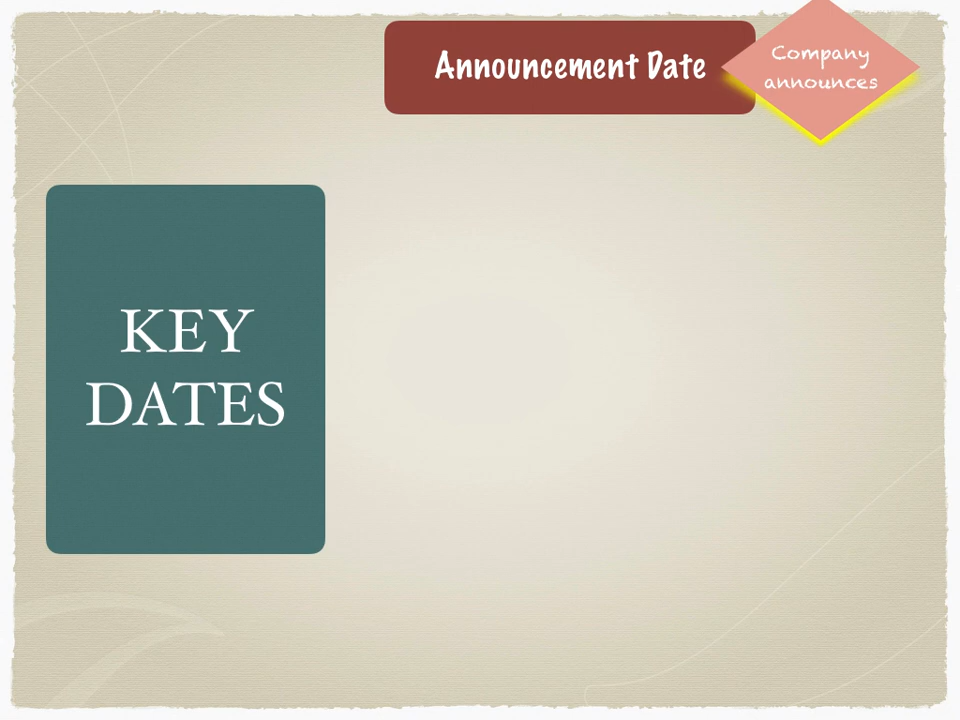 Announcement Date
Company
announces
KEY
DATES